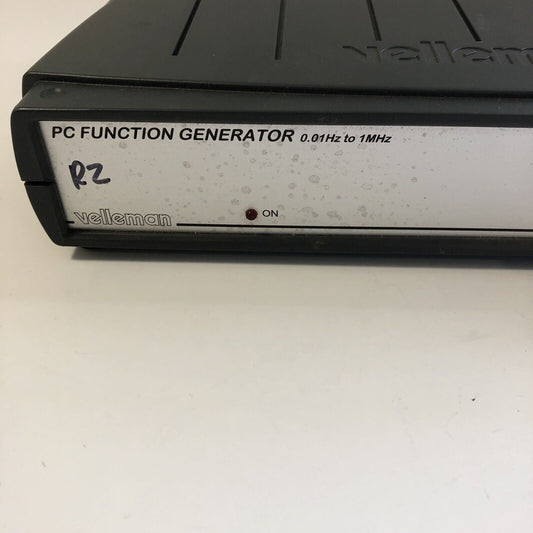 velleman
PC FUNCTION GENERATOR 0.01Hz to 1MHz
R2
velleman
ON